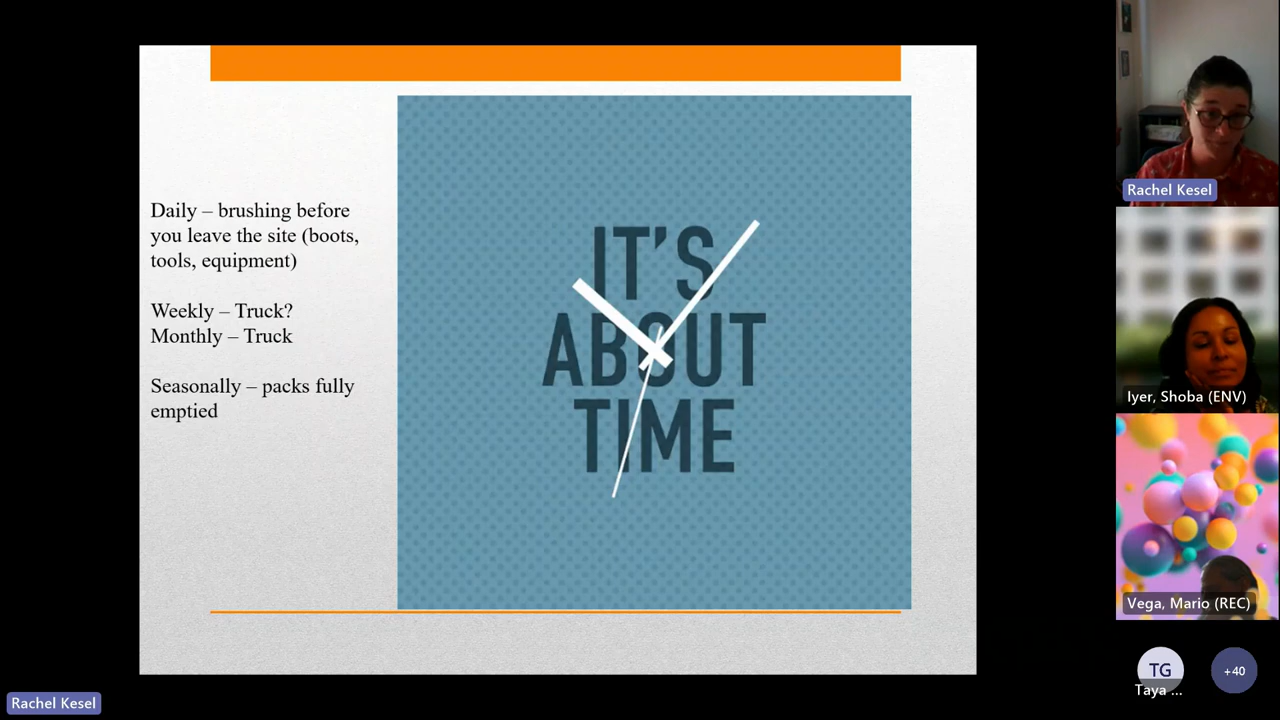 Daily – brushing before
you leave the site (boots,
tools, equipment)
Weekly – Truck?
Monthly – Truck
Seasonally – packs fully
emptied
IT'S
ABOUT
TIME
Rachel Kesel
Iyer, Shoba (ENV)
Vega, Mario (REC)
TG
Taya ...
+40
Rachel Kesel